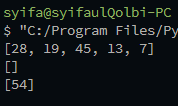 syifa@syifaulQolbi-PC
$ "C:/Program Files/Py
[28, 19, 45, 13, 7]
[]
[54]